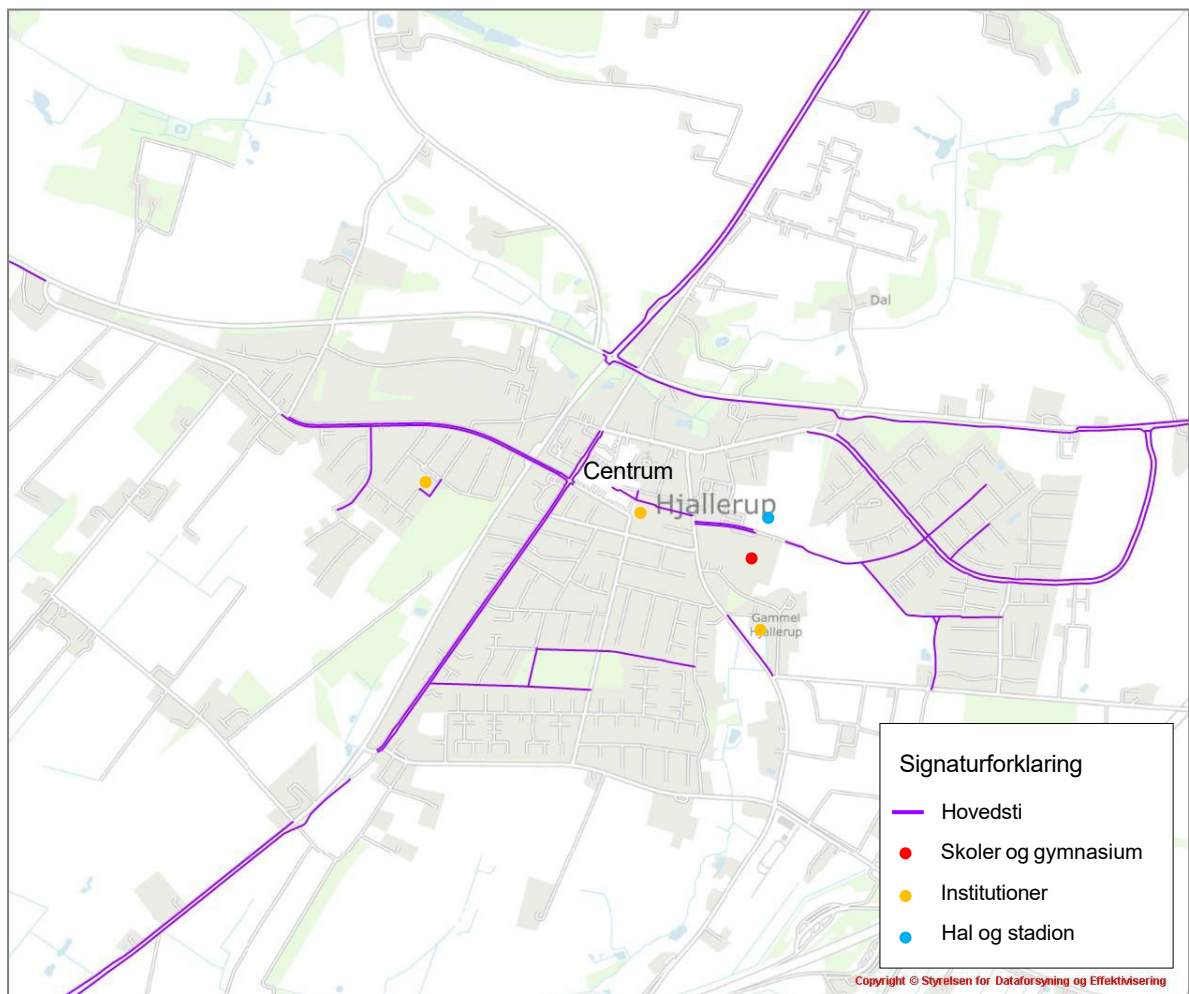 Dal
Centrum
Hjallerup
Gammel
Hjallerup
Signaturforklaring
Hovedsti
Skoler og gymnasium
Institutioner
Hal og stadion
Copyright © Styrelsen for Dataforsyning og Effektivisering